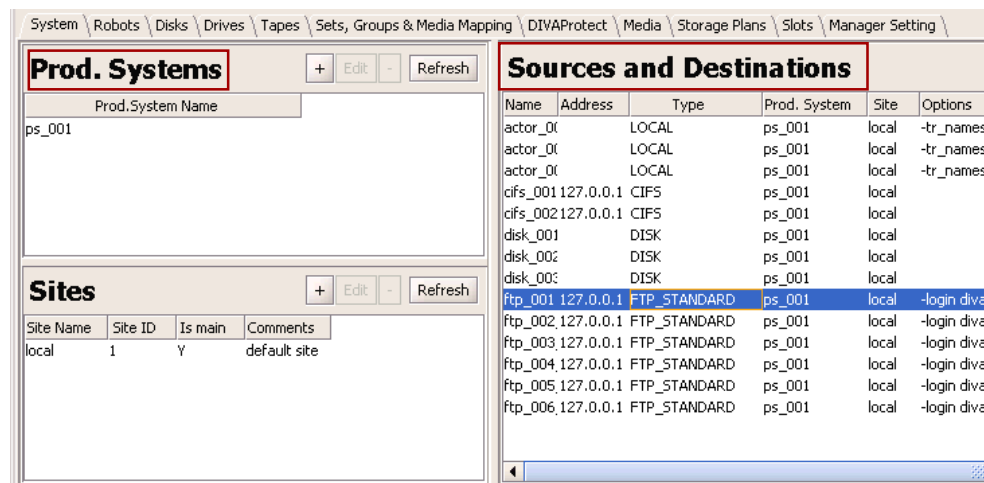 System Robots Disks Drives Tapes Sets, Groups & Media Mapping DIVAProtect Media Storage Plans Slots Manager Setting
Prod. Systems + Edit - Refresh
Prod.System Name
ps_001
Sites + Edit - Refresh
Site Name Site ID Is main Comments
local 1 Y default site
Sources and Destinations
Name Address Type Prod. System Site Options
actor_0( LOCAL ps_001 local -tr_names
actor_0( LOCAL ps_001 local -tr_names
actor_0( LOCAL ps_001 local -tr_names
cifs_001 127.0.0.1 CIFS ps_001 local
cifs_002 127.0.0.1 CIFS ps_001 local
disk_001 DISK ps_001 local
disk_002 DISK ps_001 local
disk_003 DISK ps_001 local
ftp_001 127.0.0.1 FTP_STANDARD ps_001 local -login diva
ftp_002 127.0.0.1 FTP_STANDARD ps_001 local -login diva
ftp_003 127.0.0.1 FTP_STANDARD ps_001 local -login diva
ftp_004 127.0.0.1 FTP_STANDARD ps_001 local -login diva
ftp_005 127.0.0.1 FTP_STANDARD ps_001 local -login diva
ftp_006 127.0.0.1 FTP_STANDARD ps_001 local -login diva